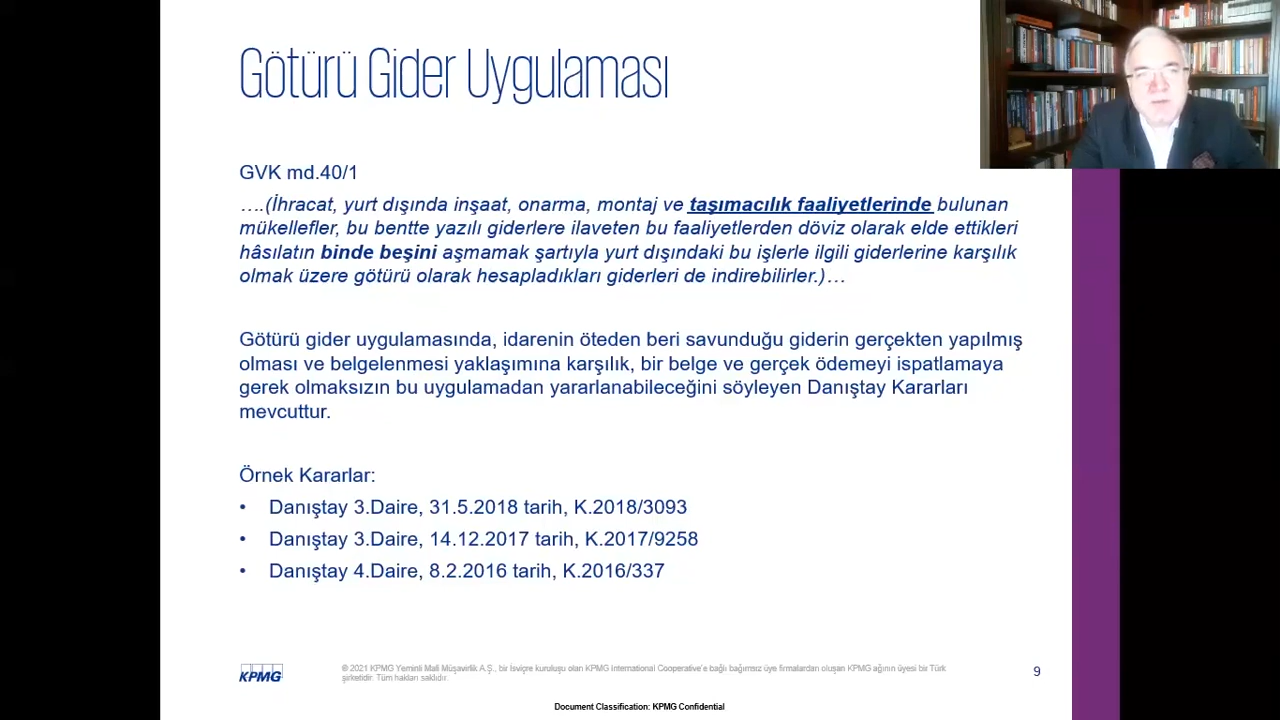 Götürü Gider Uygulaması
GVK md.40/1
….(İhracat, yurt dışında inşaat, onarma, montaj ve taşımacılık faaliyetlerinde bulunan
mükellefler, bu bentte yazılı giderlere ilaveten bu faaliyetlerden döviz olarak elde ettikleri
hâsılatın binde beşini aşmamak şartıyla yurt dışındaki bu işlerle ilgili giderlerine karşılık
olmak üzere götürü olarak hesapladıkları giderleri de indirebilirler.)…
Götürü gider uygulamasında, idarenin öteden beri savunduğu giderin gerçekten yapılmış
olması ve belgelenmesi yaklaşımına karşılık, bir belge ve gerçek ödemeyi ispatlamaya
gerek olmaksızın bu uygulamadan yararlanabileceğini söyleyen Danıştay Kararları
mevcuttur.
Örnek Kararlar:
• Danıştay 3.Daire, 31.5.2018 tarih, K.2018/3093
• Danıştay 3.Daire, 14.12.2017 tarih, K.2017/9258
• Danıştay 4.Daire, 8.2.2016 tarih, K.2016/337
KPMG
© 2021 KPMG Yeminli Mali Müşavirlik A.Ş., bir İsviçre kuruluşu olan KPMG International Cooperative'e bağlı bağımsız üye firmalardan oluşan KPMG ağının üyesi bir Türk
şirketidir. Tüm hakları saklıdır.
9
Document Classification: KPMG Confidential